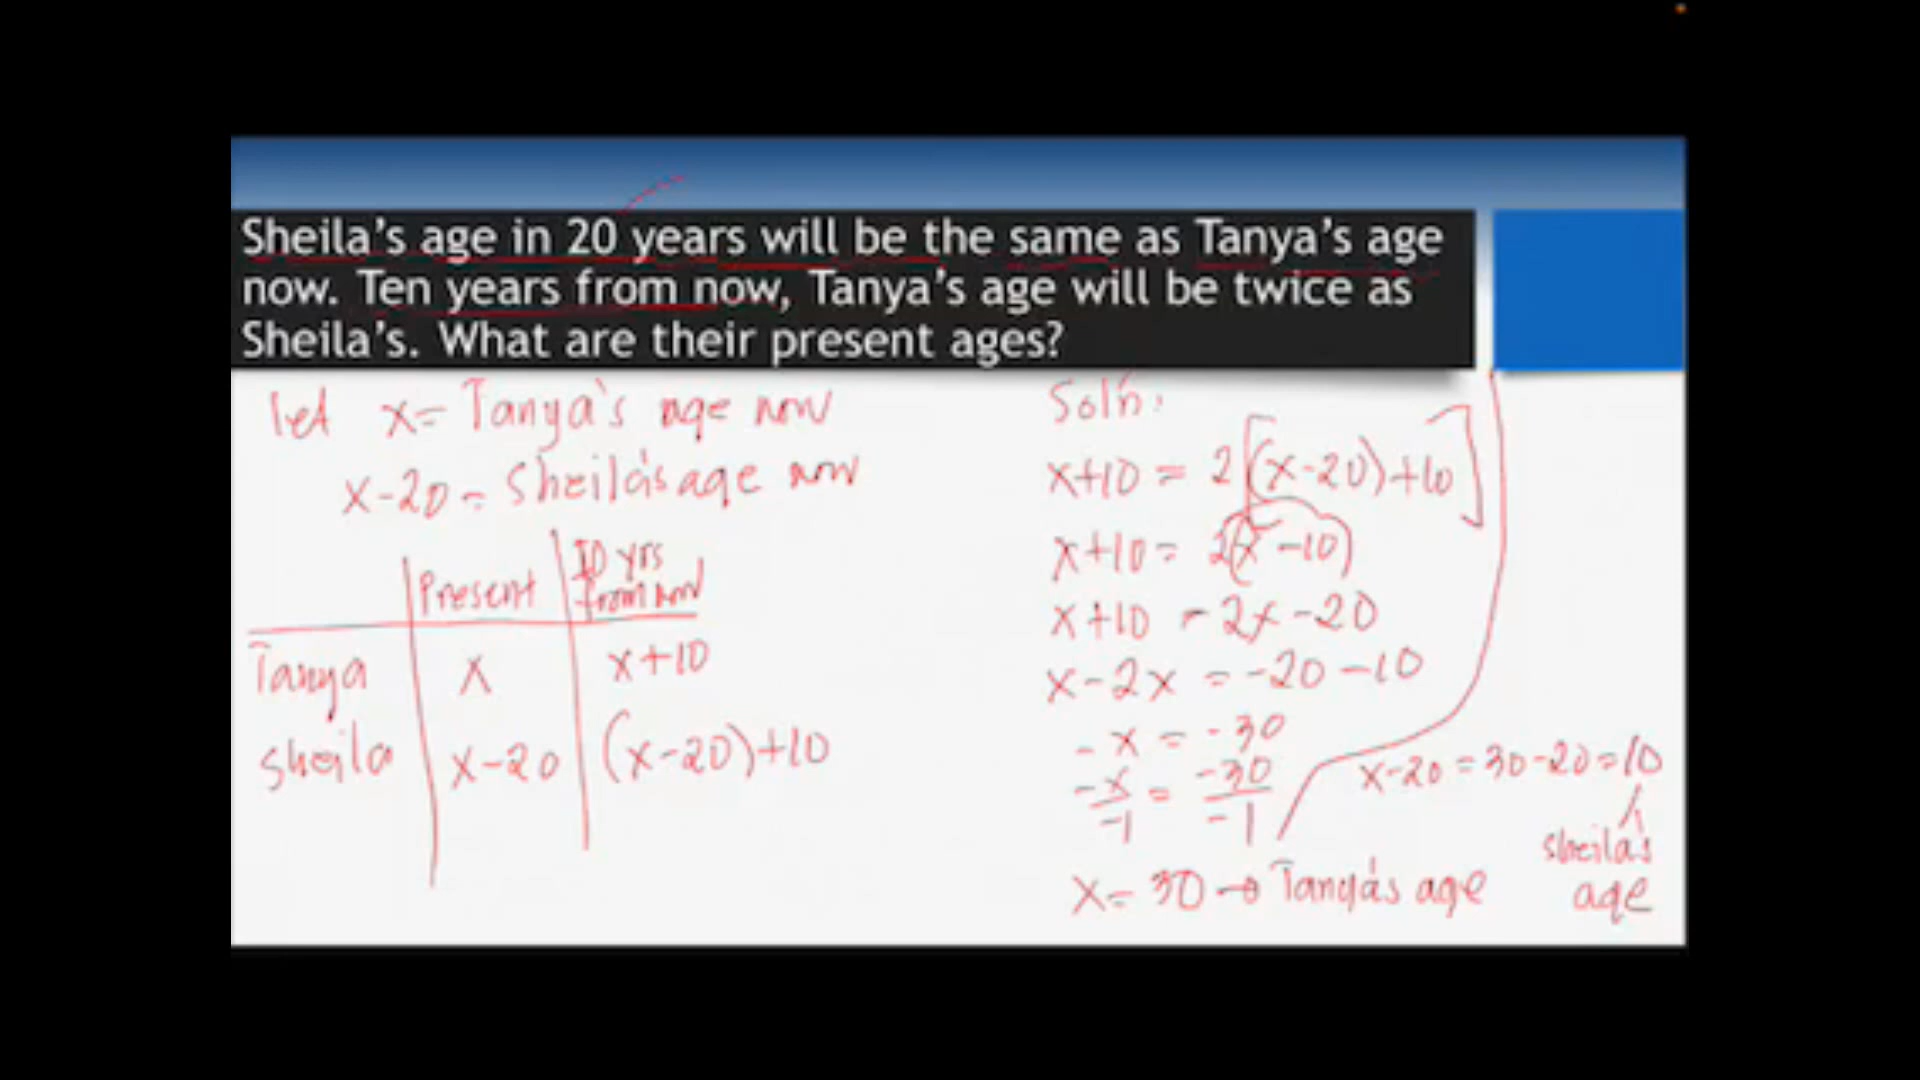 Sheila's age in 20 years will be the same as Tanya's age
now. Ten years from now, Tanya's age will be twice as
Sheila's. What are their present ages?
let x = Tanya's age now
x-20 = Sheila's age now
Present 10 yrs from now
Tanya x x+10
Sheila x-20 (x-20)+10
Sol'n:
x+10 = 2[(x-20)+10]
x+10 = 2(x-10)
x+10 = 2x-20
x-2x = -20-10
-x = -30
-x/-1 = -30/-1
x = 30 → Tanya's age
x-20 = 30-20 = 10
Sheila's
age